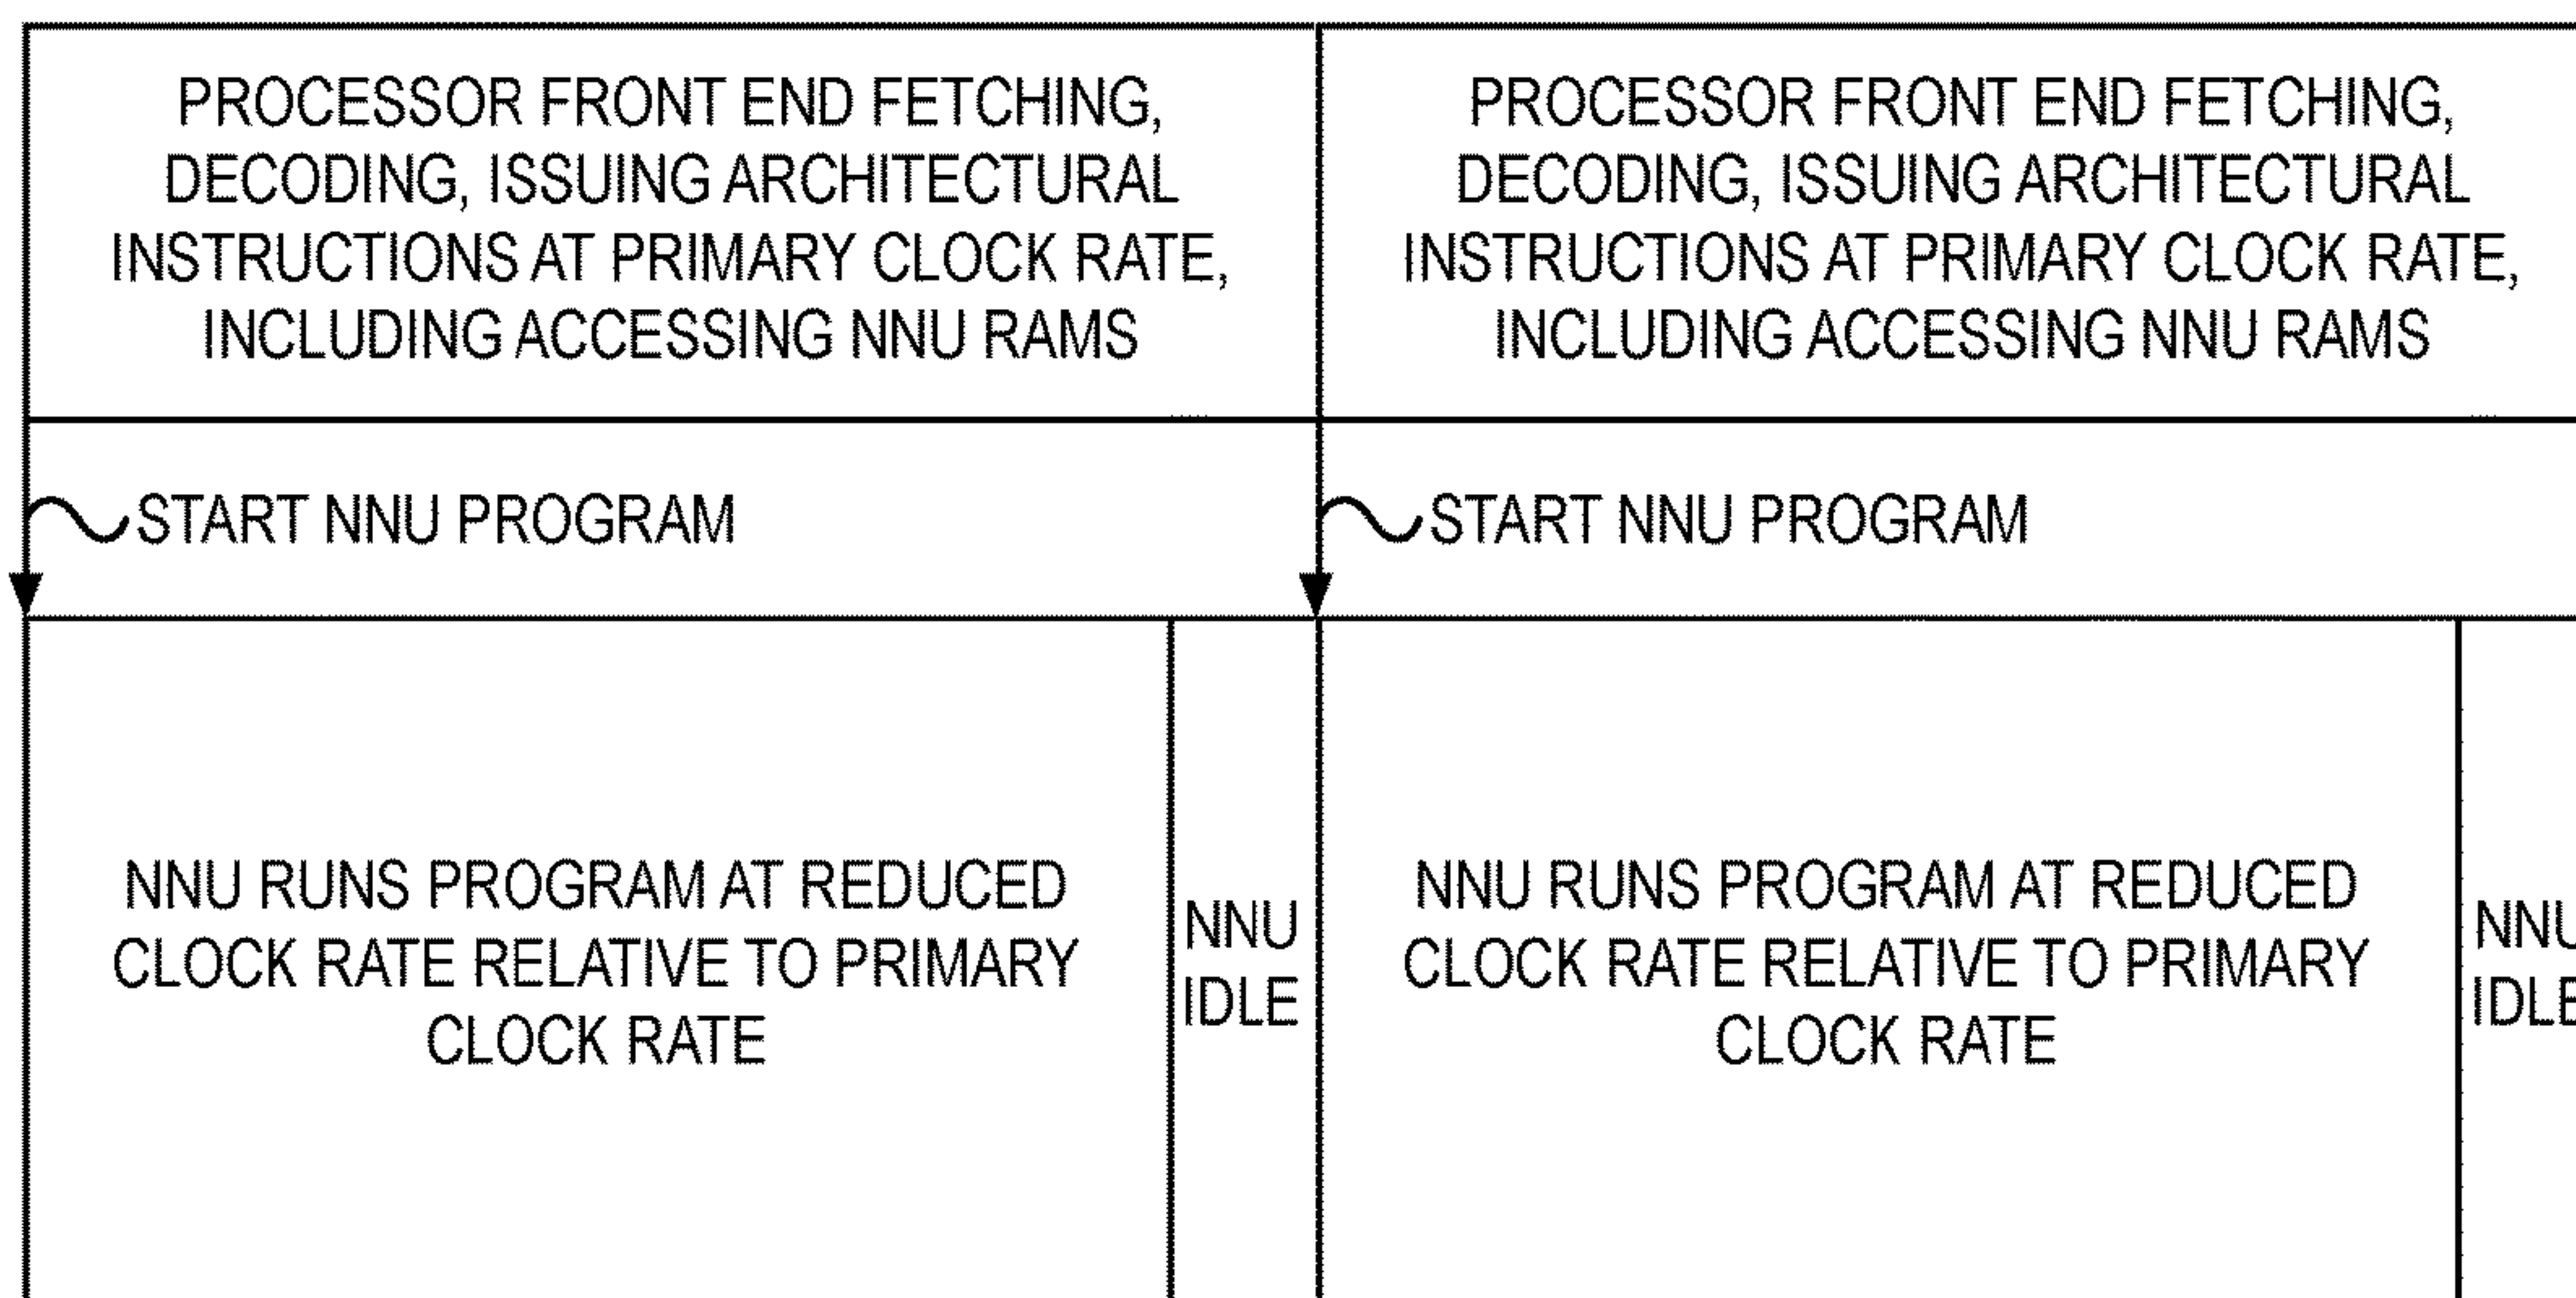 PROCESSOR FRONT END FETCHING,
DECODING, ISSUING ARCHITECTURAL
INSTRUCTIONS AT PRIMARY CLOCK RATE,
INCLUDING ACCESSING NNU RAMS
PROCESSOR FRONT END FETCHING,
DECODING, ISSUING ARCHITECTURAL
INSTRUCTIONS AT PRIMARY CLOCK RATE,
INCLUDING ACCESSING NNU RAMS
START NNU PROGRAM
START NNU PROGRAM
NNU RUNS PROGRAM AT REDUCED
CLOCK RATE RELATIVE TO PRIMARY
CLOCK RATE
NNU
IDLE
NNU RUNS PROGRAM AT REDUCED
CLOCK RATE RELATIVE TO PRIMARY
CLOCK RATE
NNU
IDLE